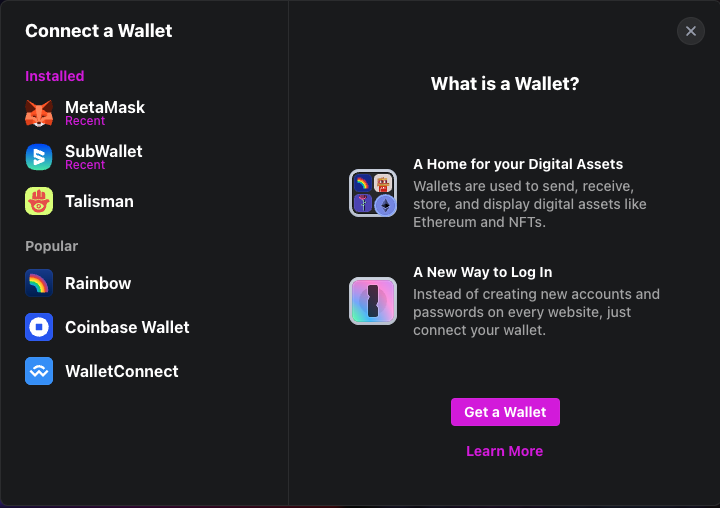 Connect a Wallet
Installed
MetaMask
Recent
SubWallet
Recent
Talisman
Popular
Rainbow
Coinbase Wallet
WalletConnect
What is a Wallet?
A Home for your Digital Assets
Wallets are used to send, receive,
store, and display digital assets like
Ethereum and NFTs.
A New Way to Log In
Instead of creating new accounts and
passwords on every website, just
connect your wallet.
Get a Wallet
Learn More